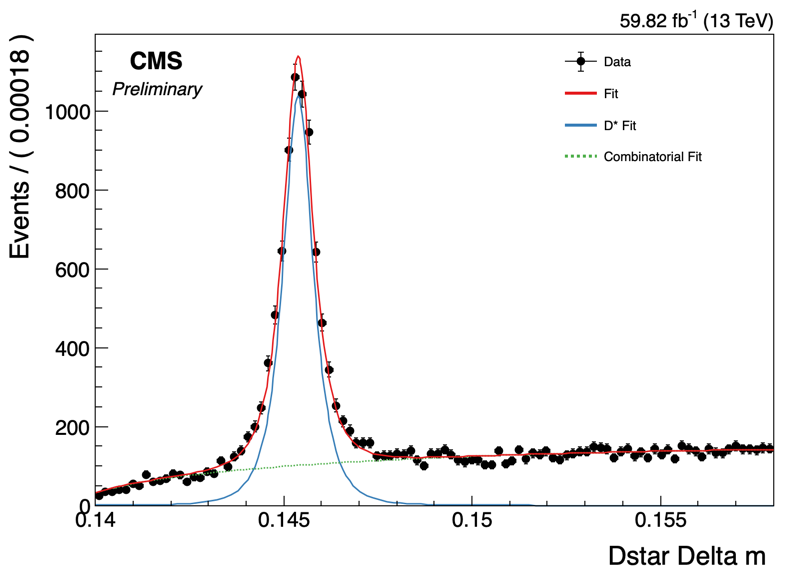 59.82 fb⁻¹ (13 TeV)
CMS
Preliminary
Data
Fit
D* Fit
Combinatorial Fit
Events / ( 0.00018 )
1000
800
600
400
200
0
0.14
0.145
0.15
0.155
Dstar Delta m